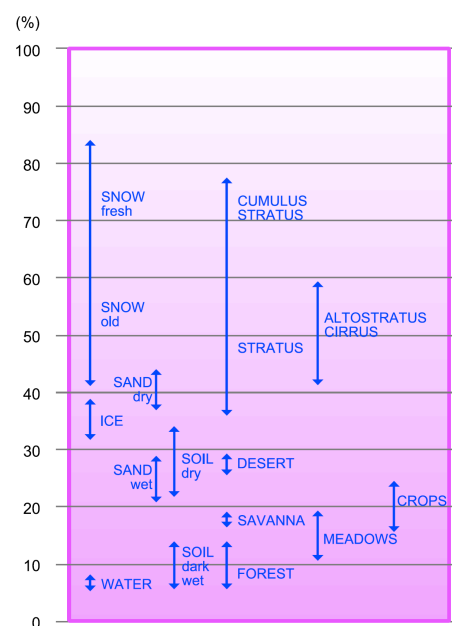 (%)
100
90
80
70
60
50
40
30
20
10
0
SNOW
fresh
CUMULUS
STRATUS
SNOW
old
ALTOSTRATUS
CIRRUS
STRATUS
SAND
dry
ICE
SOIL
dry
DESERT
SAND
wet
CROPS
SAVANNA
MEADOWS
SOIL
dark
wet
FOREST
WATER